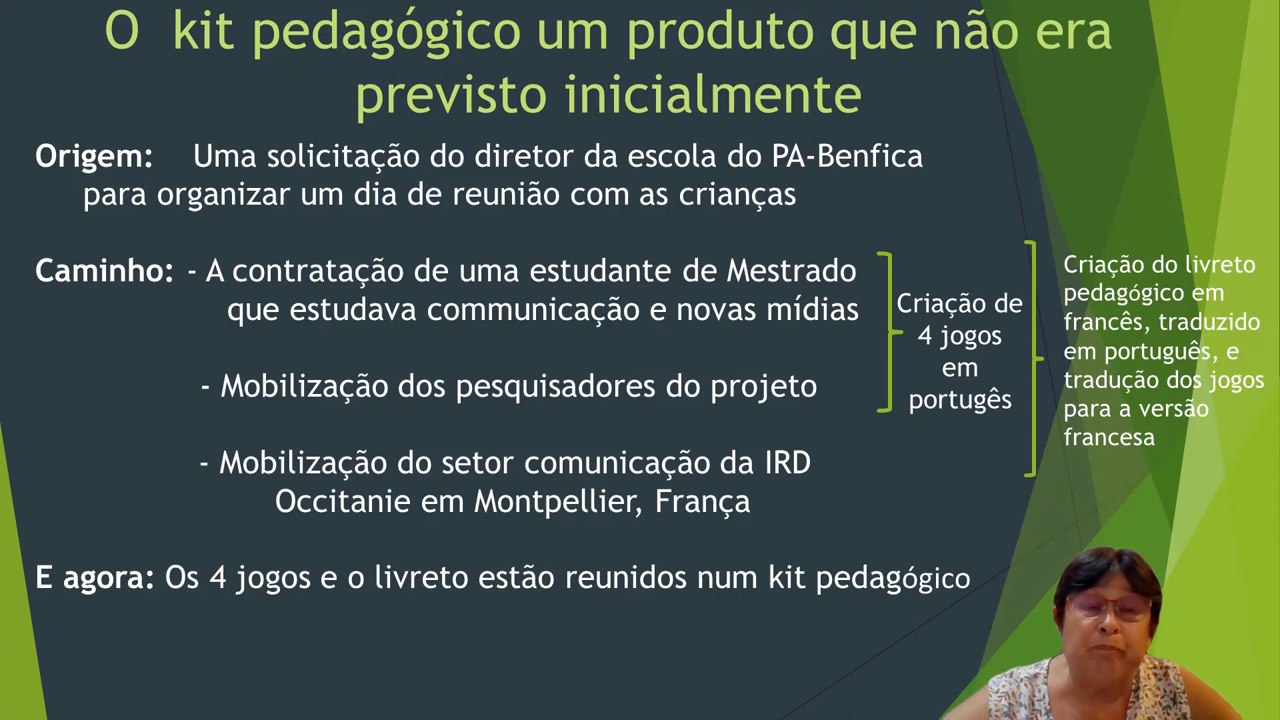 O kit pedagógico um produto que não era
previsto inicialmente
Origem: Uma solicitação do diretor da escola do PA-Benfica
para organizar um dia de reunião com as crianças
Caminho: - A contratação de uma estudante de Mestrado
que estudava communicação e novas mídias
- Mobilização dos pesquisadores do projeto
- Mobilização do setor comunicação da IRD
Occitanie em Montpellier, França
Criação de
4 jogos
em
portugês
Criação do livreto
pedagógico em
francês, traduzido
em português, e
tradução dos jogos
para a versão
francesa
E agora: Os 4 jogos e o livreto estão reunidos num kit pedagógico